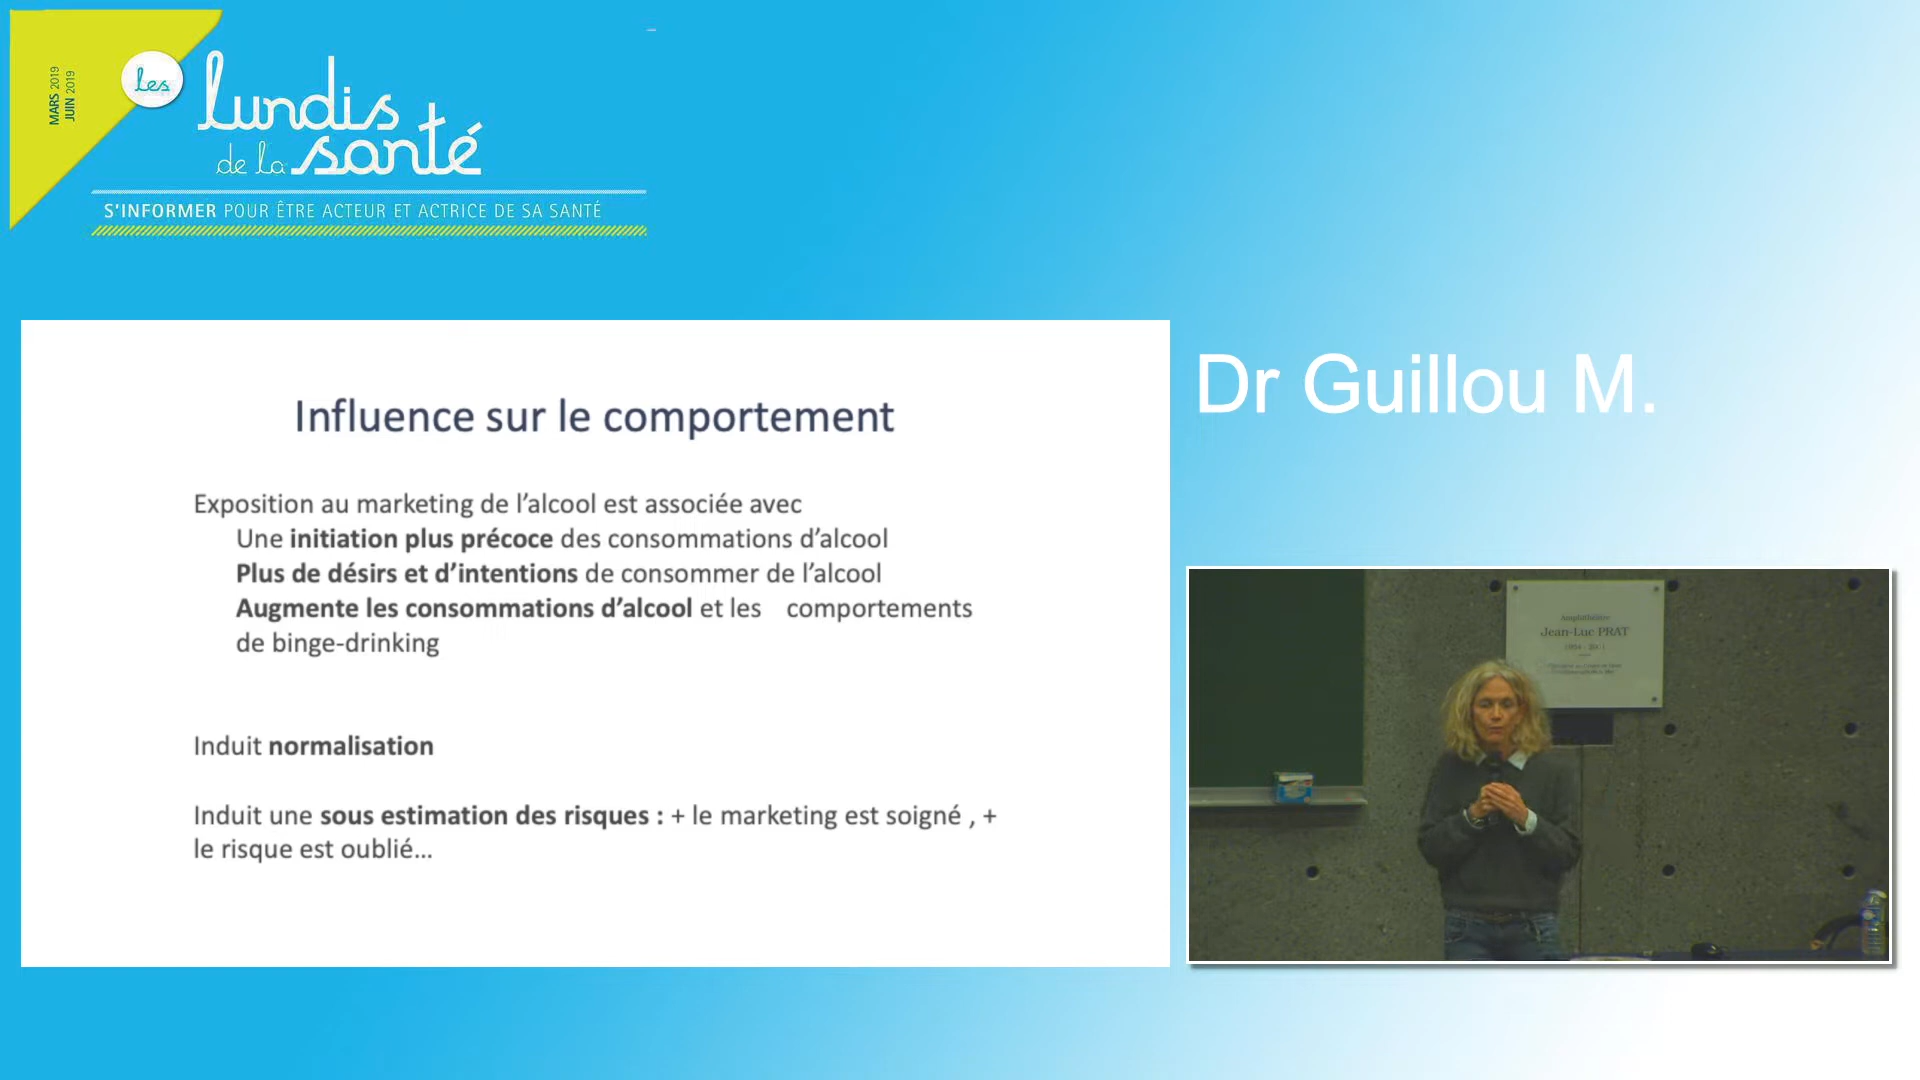 MARS 2019
JUIN 2019
les
lundis
de la santé
S'INFORMER POUR ÊTRE ACTEUR ET ACTRICE DE SA SANTÉ
Influence sur le comportement
Exposition au marketing de l’alcool est associée avec
Une initiation plus précoce des consommations d’alcool
Plus de désirs et d’intentions de consommer de l’alcool
Augmente les consommations d’alcool et les comportements
de binge-drinking
Induit normalisation
Induit une sous estimation des risques : + le marketing est soigné , +
le risque est oublié...
Dr Guillou M.
Amphithéâtre
Jean-Luc PRAT